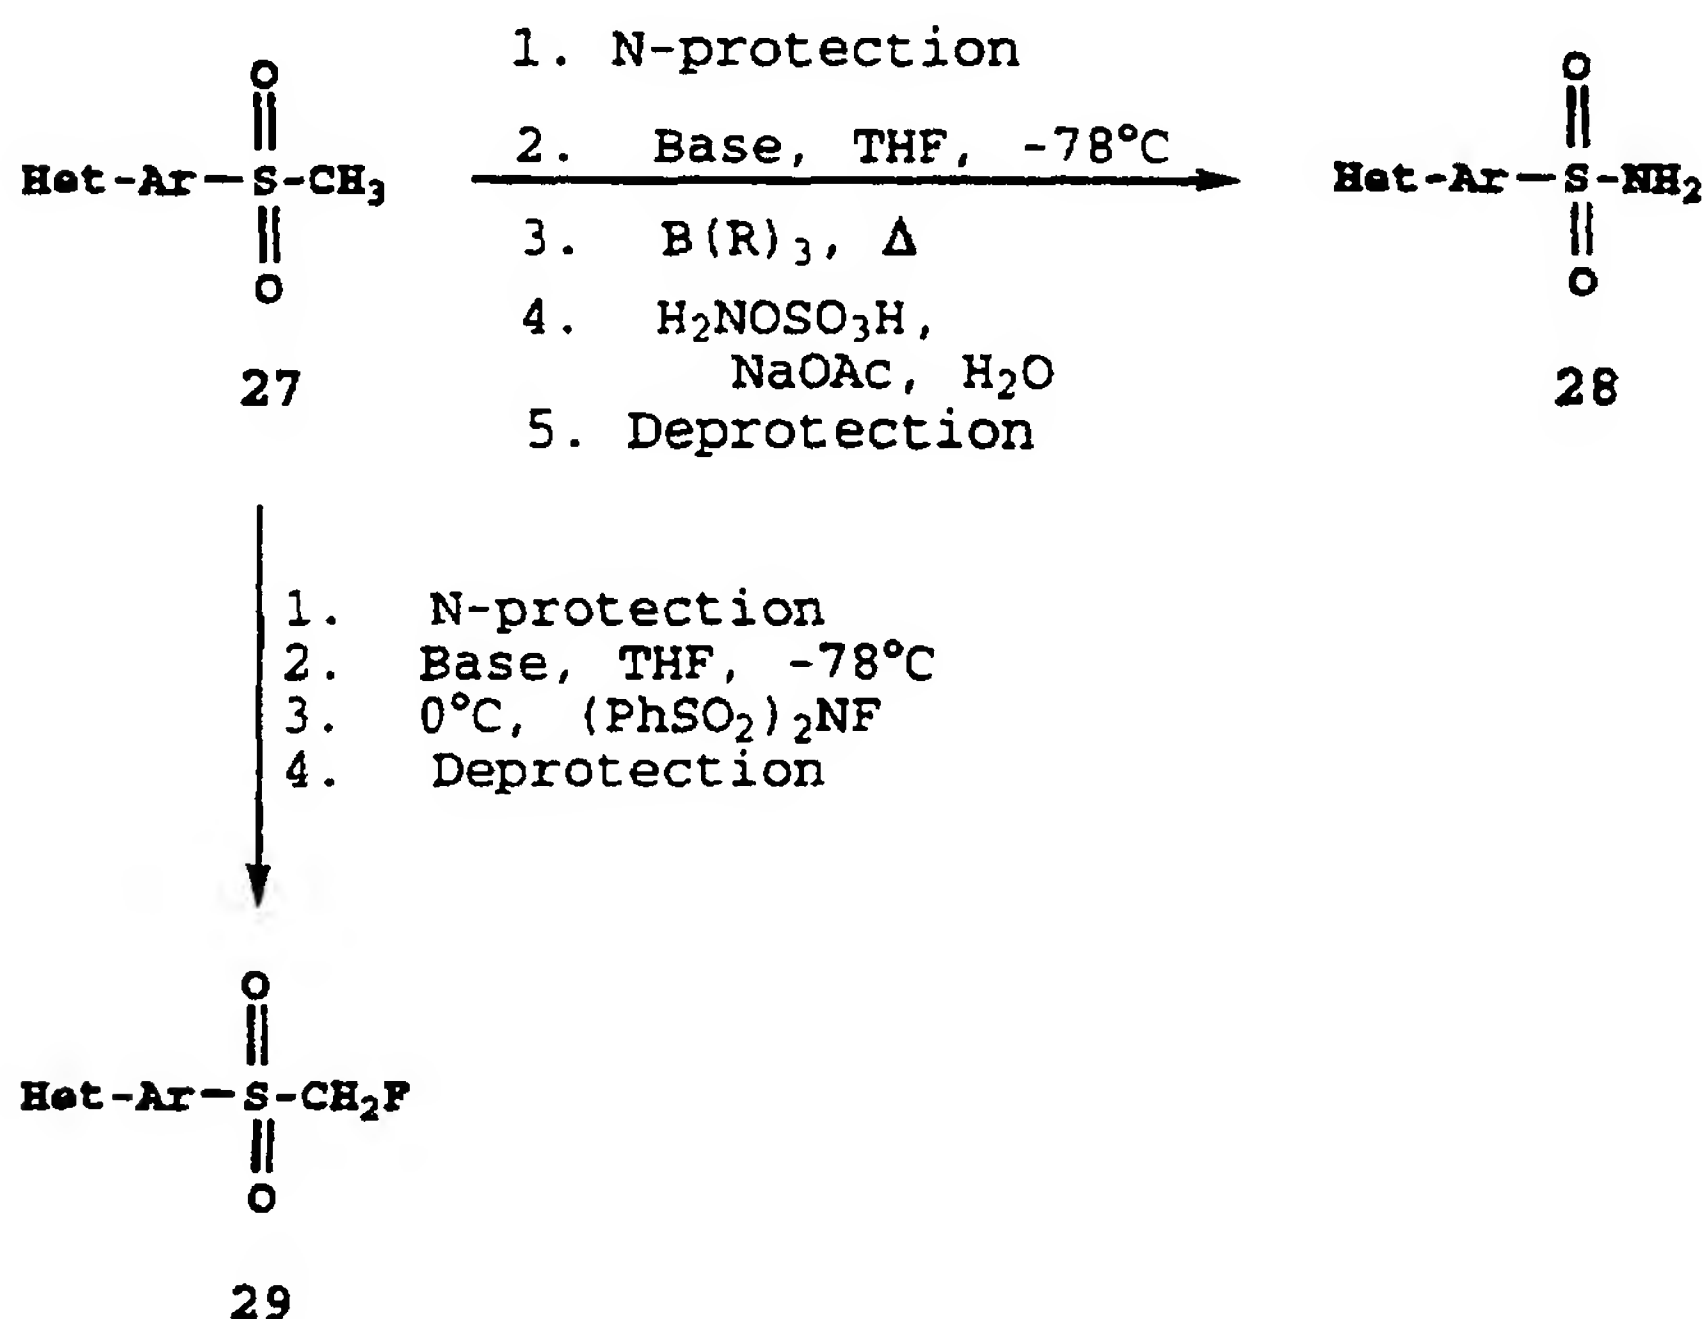 1. N-protection
2. Base, THF, -78°C
3. B(R)₃, Δ
4. H₂NOSO₃H,
NaOAc, H₂O
5. Deprotection
O
Het-Ar-S-CH₃
O
27
O
Het-Ar-S-NH₂
O
28
1. N-protection
2. Base, THF, -78°C
3. 0°C, (PhSO₂)₂NF
4. Deprotection
O
Het-Ar-S-CH₂F
O
29